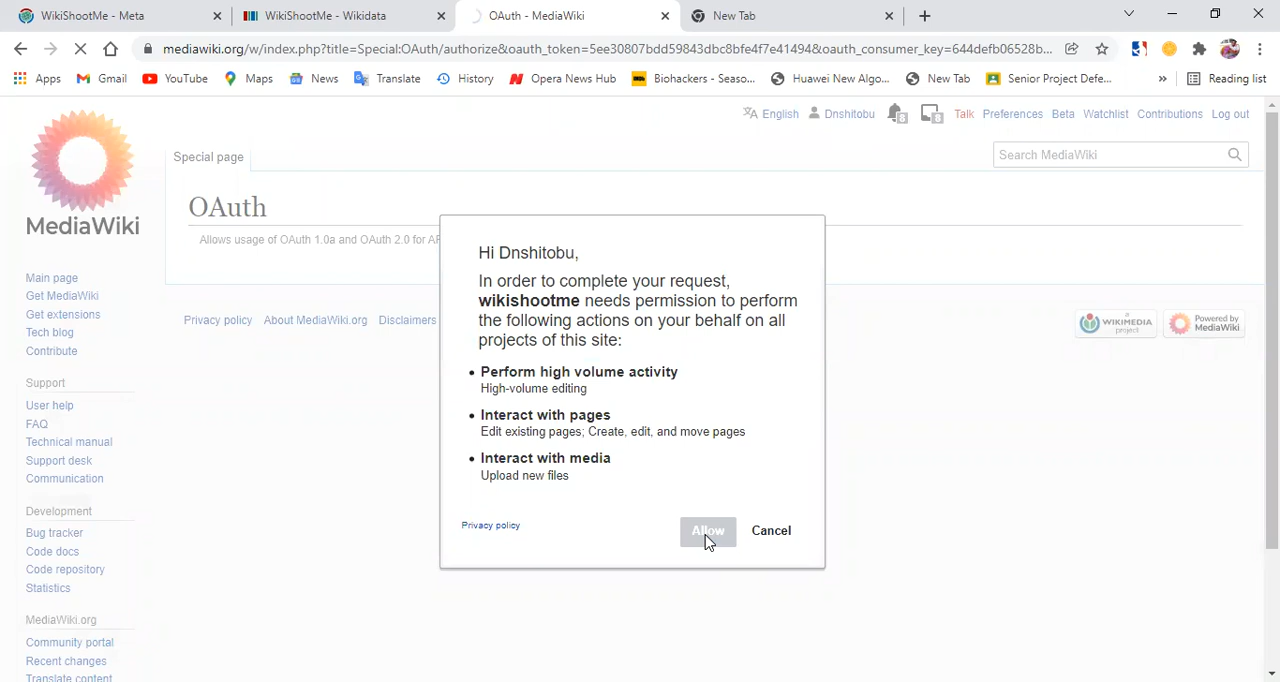 WikiShootMe - Meta
WikiShootMe - Wikidata
OAuth - MediaWiki
New Tab
mediawiki.org/w/index.php?title=Special:OAuth/authorize&oauth_token=5ee30807bdd59843dbc8bfe4f7e41494&oauth_consumer_key=644defb06528b...
Apps
Gmail
YouTube
Maps
News
Translate
History
Opera News Hub
Biohackers - seaso...
Huawei New Algo...
New Tab
Senior Project Defe...
»
Reading list
English
Dnshitobu
8
8
Talk
Preferences
Beta
Watchlist
Contributions
Log out
Special page
Search MediaWiki
MediaWiki
OAuth
Allows usage of OAuth 1.0a and OAuth 2.0 for AP
Hi Dnshitobu,
In order to complete your request,
wikishootme needs permission to perform
the following actions on your behalf on all
projects of this site:
• Perform high volume activity
High-volume editing
• Interact with pages
Edit existing pages; Create, edit, and move pages
• Interact with media
Upload new files
Privacy policy
Allow
Cancel
Main page
Get MediaWiki
Get extensions
Tech blog
Contribute
Support
User help
FAQ
Technical manual
Support desk
Communication
Development
Bug tracker
Code docs
Code repository
Statistics
MediaWiki.org
Community portal
Recent changes
Translate content
Privacy policy
About MediaWiki.org
Disclaimers
a
WIKIMEDIA
project
Powered by
MediaWiki